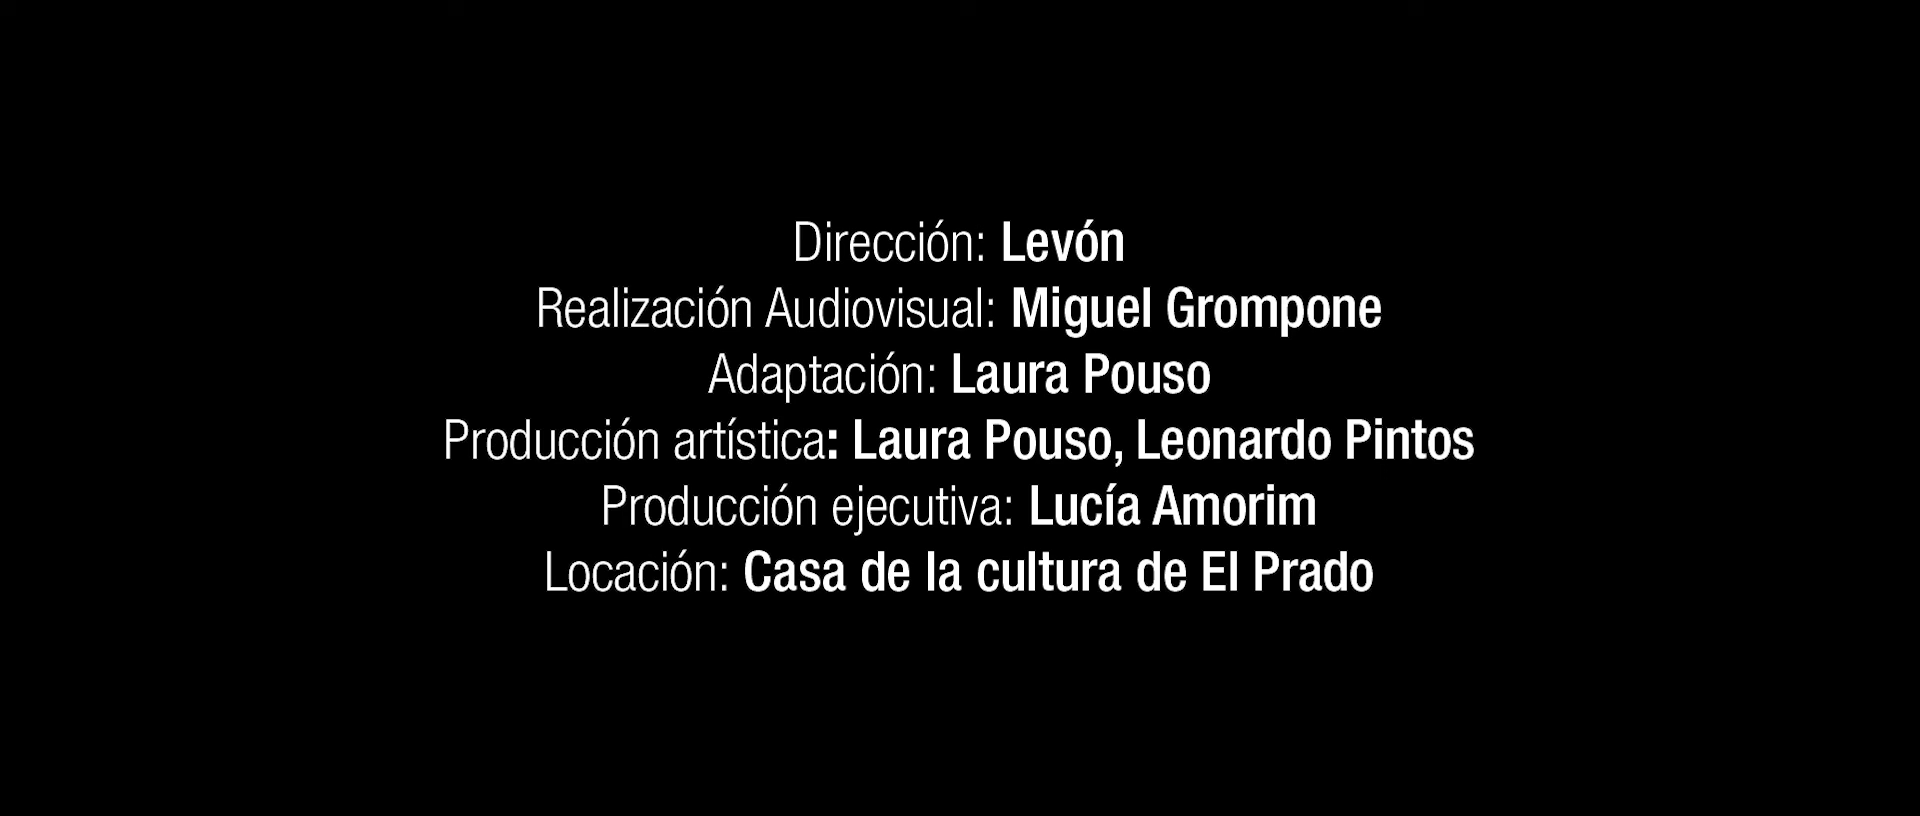 Dirección: Levón
Realización Audiovisual: Miguel Grompone
Adaptación: Laura Pouso
Producción artística: Laura Pouso, Leonardo Pintos
Producción ejecutiva: Lucía Amorim
Locación: Casa de la cultura de El Prado